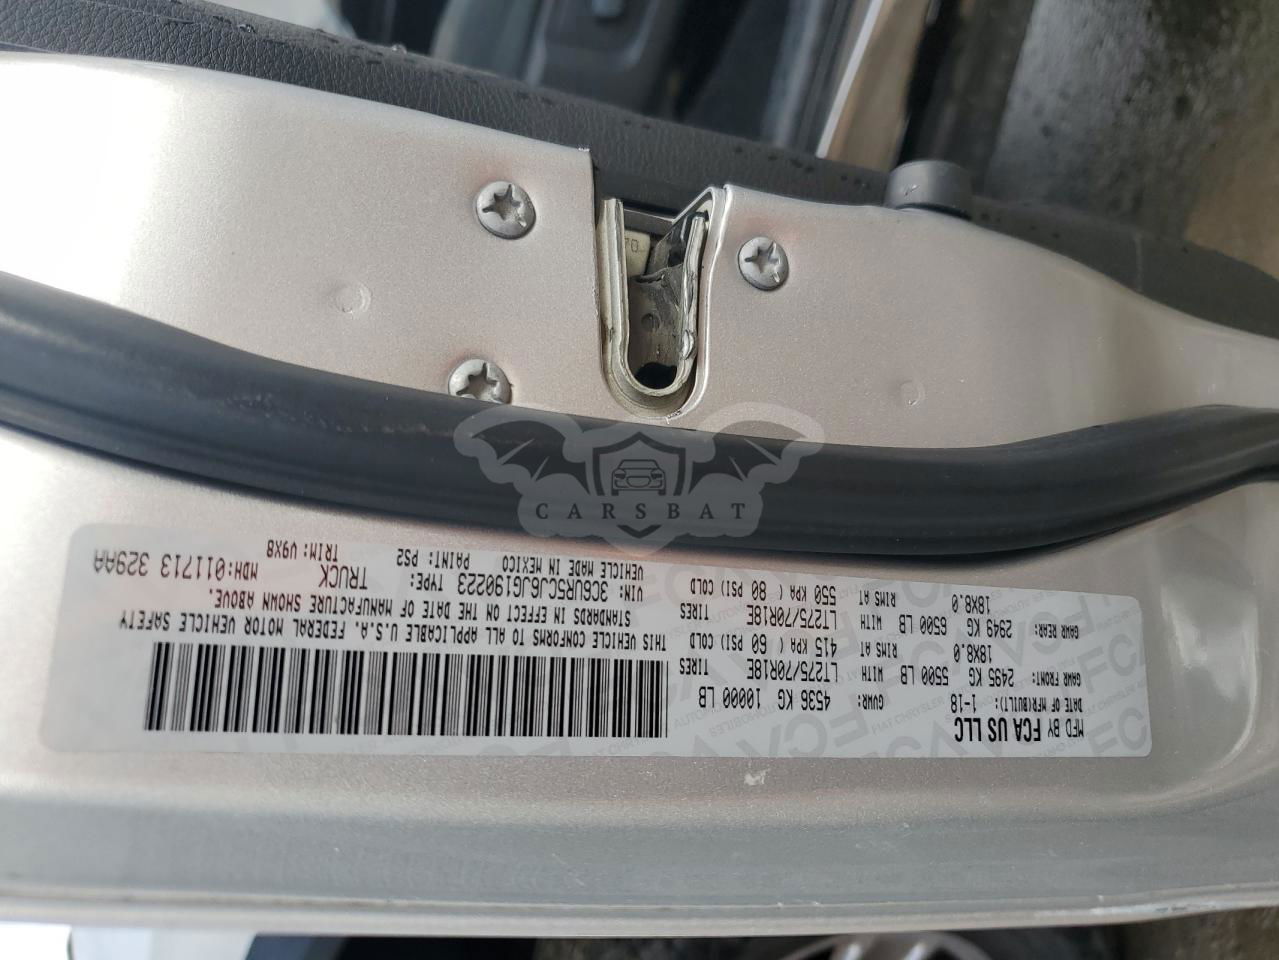 MFD BY FCA US LLC
DATE OF MFR(BUILT): 1-18 GVWR: 4536 KG 10000 LB
GAWR FRONT: 2495 KG 5500 LB WITH TIRES LT275/70R18E
18X8.0 RIMS AT 415 KPA ( 60 PSI) COLD
GAWR REAR: 2949 KG 6500 LB WITH TIRES LT275/70R18E
18X8.0 RIMS AT 550 KPA ( 80 PSI) COLD
THIS VEHICLE CONFORMS TO ALL APPLICABLE U.S.A. FEDERAL MOTOR VEHICLE SAFETY
STANDARDS IN EFFECT ON THE DATE OF MANUFACTURE SHOWN ABOVE.
VIN: 3C6UR5CJ6JG190223 TYPE: TRUCK MDH:011713 329AA
VEHICLE MADE IN MEXICO PAINT: PS2 TRIM: V9X8
CARSBAT